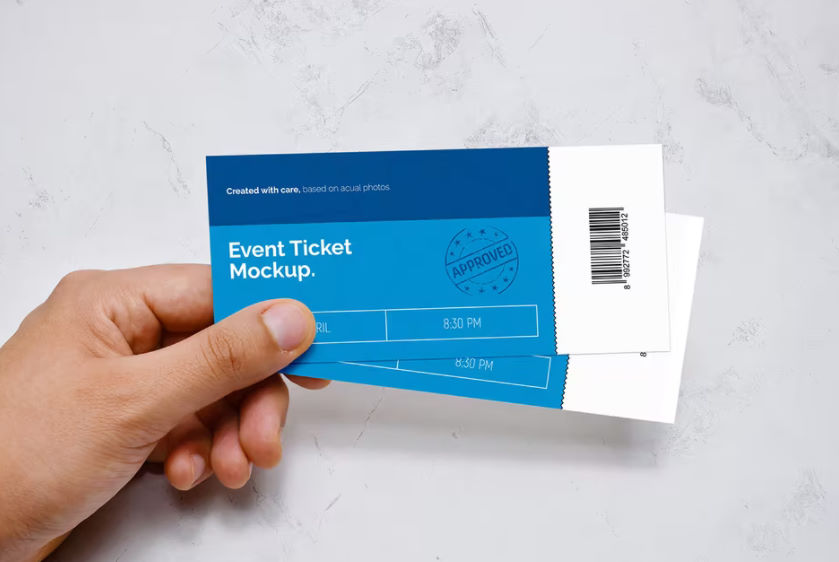 Created with care, based on acual photos
Event Ticket
Mockup.
APPROVED
RIL
8:30 PM
8:30 PM
8 992772 485012
8